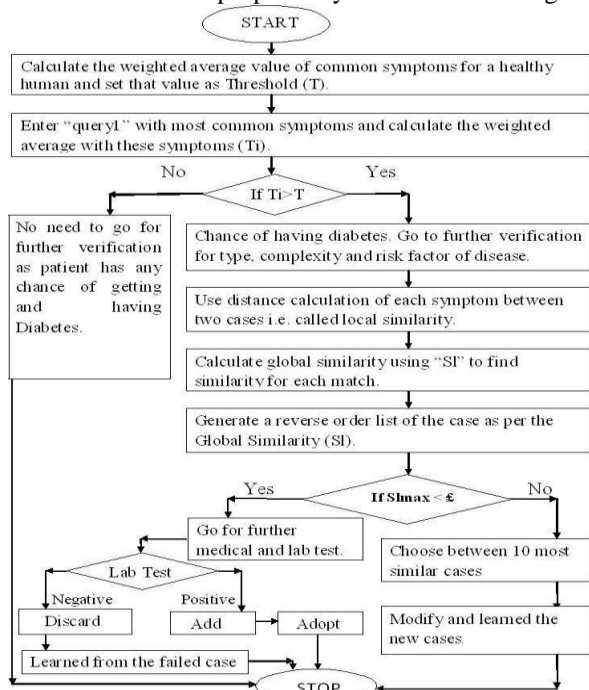 START
Calculate the weighted average value of common symptoms for a healthy
human and set that value as Threshold (T).
Enter “query1” with most common symptoms and calculate the weighted
average with these symptoms (Ti).
No
Yes
If Ti>T
No need to go for
further verification
as patient has any
chance of getting
and having
Diabetes.
Chance of having diabetes. Go to further verification
for type, complexity and risk factor of disease.
Use distance calculation of each symptom between
two cases i.e. called local similarity.
Calculate global similarity using “SI” to find
similarity for each match.
Generate a reverse order list of the case as per the
Global Similarity (SI).
Yes
If SImax < £
No
Go for further
medical and lab test.
Choose between 10 most
similar cases
Lab Test
Negative
Positive
Discard
Add
Adopt
Modify and learned the
new cases.
Learned from the failed case
STOP